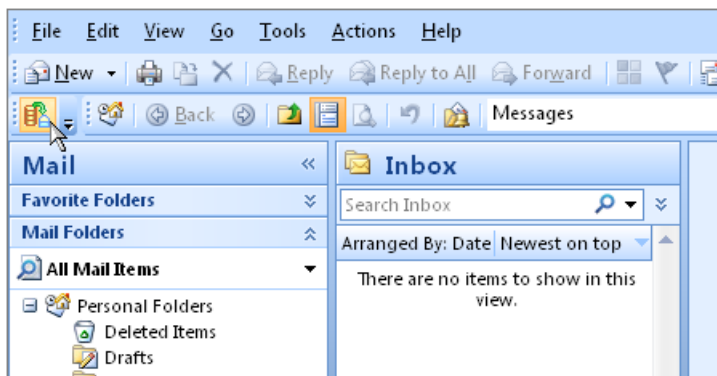 File Edit View Go Tools Actions Help
New Reply Reply to All Forward
Back Messages
Mail
Favorite Folders
Mail Folders
All Mail Items
Personal Folders
Deleted Items
Drafts
Inbox
Search Inbox
Arranged By: Date Newest on top
There are no items to show in this
view.